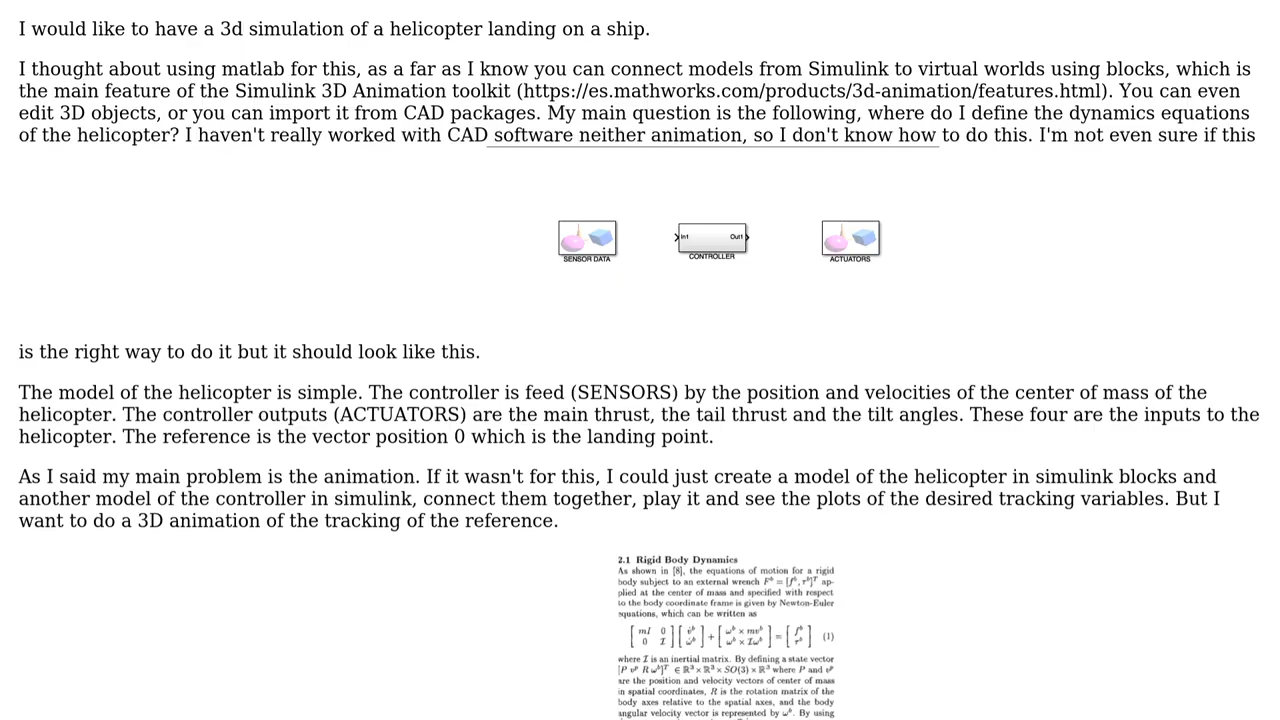 I would like to have a 3d simulation of a helicopter landing on a ship.
I thought about using matlab for this, as a far as I know you can connect models from Simulink to virtual worlds using blocks, which is
the main feature of the Simulink 3D Animation toolkit (https://es.mathworks.com/products/3d-animation/features.html). You can even
edit 3D objects, or you can import it from CAD packages. My main question is the following, where do I define the dynamics equations
of the helicopter? I haven't really worked with CAD software neither animation, so I don't know how to do this. I'm not even sure if this
In1 Out1
SENSOR DATA CONTROLLER ACTUATORS
is the right way to do it but it should look like this.
The model of the helicopter is simple. The controller is feed (SENSORS) by the position and velocities of the center of mass of the
helicopter. The controller outputs (ACTUATORS) are the main thrust, the tail thrust and the tilt angles. These four are the inputs to the
helicopter. The reference is the vector position 0 which is the landing point.
As I said my main problem is the animation. If it wasn't for this, I could just create a model of the helicopter in simulink blocks and
another model of the controller in simulink, connect them together, play it and see the plots of the desired tracking variables. But I
want to do a 3D animation of the tracking of the reference.
2.1 Rigid Body Dynamics
As shown in [8], the equations of motion for a rigid
body subject to an external wrench F^b = [f^b, τ^b]^T ap-
plied at the center of mass and specified with respect
to the body coordinate frame is given by Newton-Euler
equations, which can be written as
[ mI 0 0 I ] [ v̇^b ω̇^b ] + [ ω^b × mv^b ω^b × Iω^b ] = [ f^b τ^b ] (1)
where I is an inertial matrix. By defining a state vector
[P v^p R ω^b]^T ∈ R^3 × R^3 × SO(3) × R^3 where P and v^p
are the position and velocity vectors of center of mass
in spatial coordinates, R is the rotation matrix of the
body axes relative to the spatial axes, and the body
angular velocity vector is represented by ω^b. By using